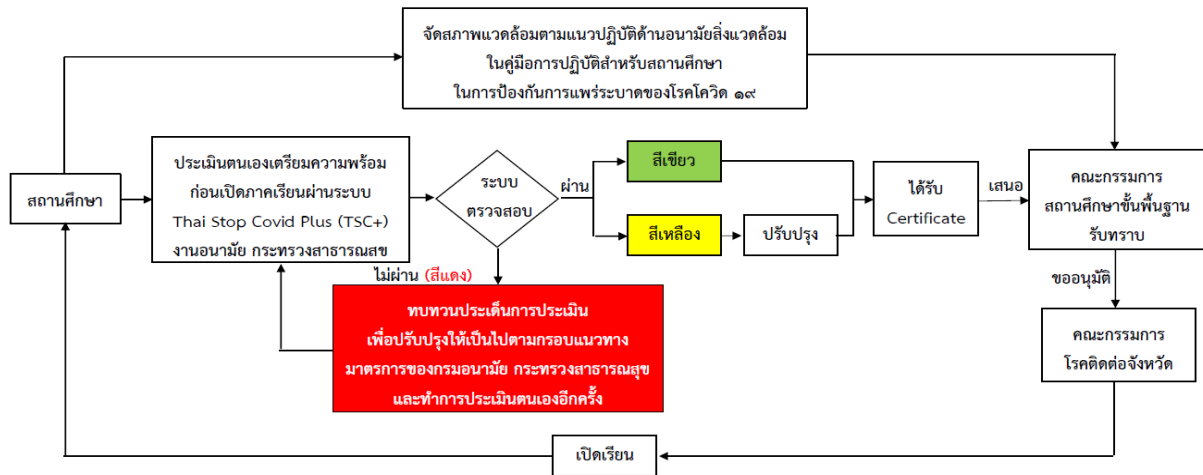 จัดสภาพแวดล้อมตามแนวปฏิบัติด้านอนามัยสิ่งแวดล้อม
ในคู่มือการปฏิบัติสำหรับสถานศึกษา
ในการป้องกันการแพร่ระบาดของโรคโควิด ๑๙
สถานศึกษา
ประเมินตนเองเตรียมความพร้อม
ก่อนเปิดภาคเรียนผ่านระบบ
Thai Stop Covid Plus (TSC+)
งานอนามัย กระทรวงสาธารณสุข
ระบบ
ตรวจสอบ
ผ่าน
สีเขียว
สีเหลือง
ปรับปรุง
ได้รับ
Certificate
เสนอ
คณะกรรมการ
สถานศึกษาขั้นพื้นฐาน
รับทราบ
ไม่ผ่าน (สีแดง)
ทบทวนประเด็นการประเมิน
เพื่อปรับปรุงให้เป็นไปตามกรอบแนวทาง
มาตรการของกรมอนามัย กระทรวงสาธารณสุข
และทำการประเมินตนเองอีกครั้ง
ขออนุมัติ
คณะกรรมการ
โรคติดต่อจังหวัด
เปิดเรียน